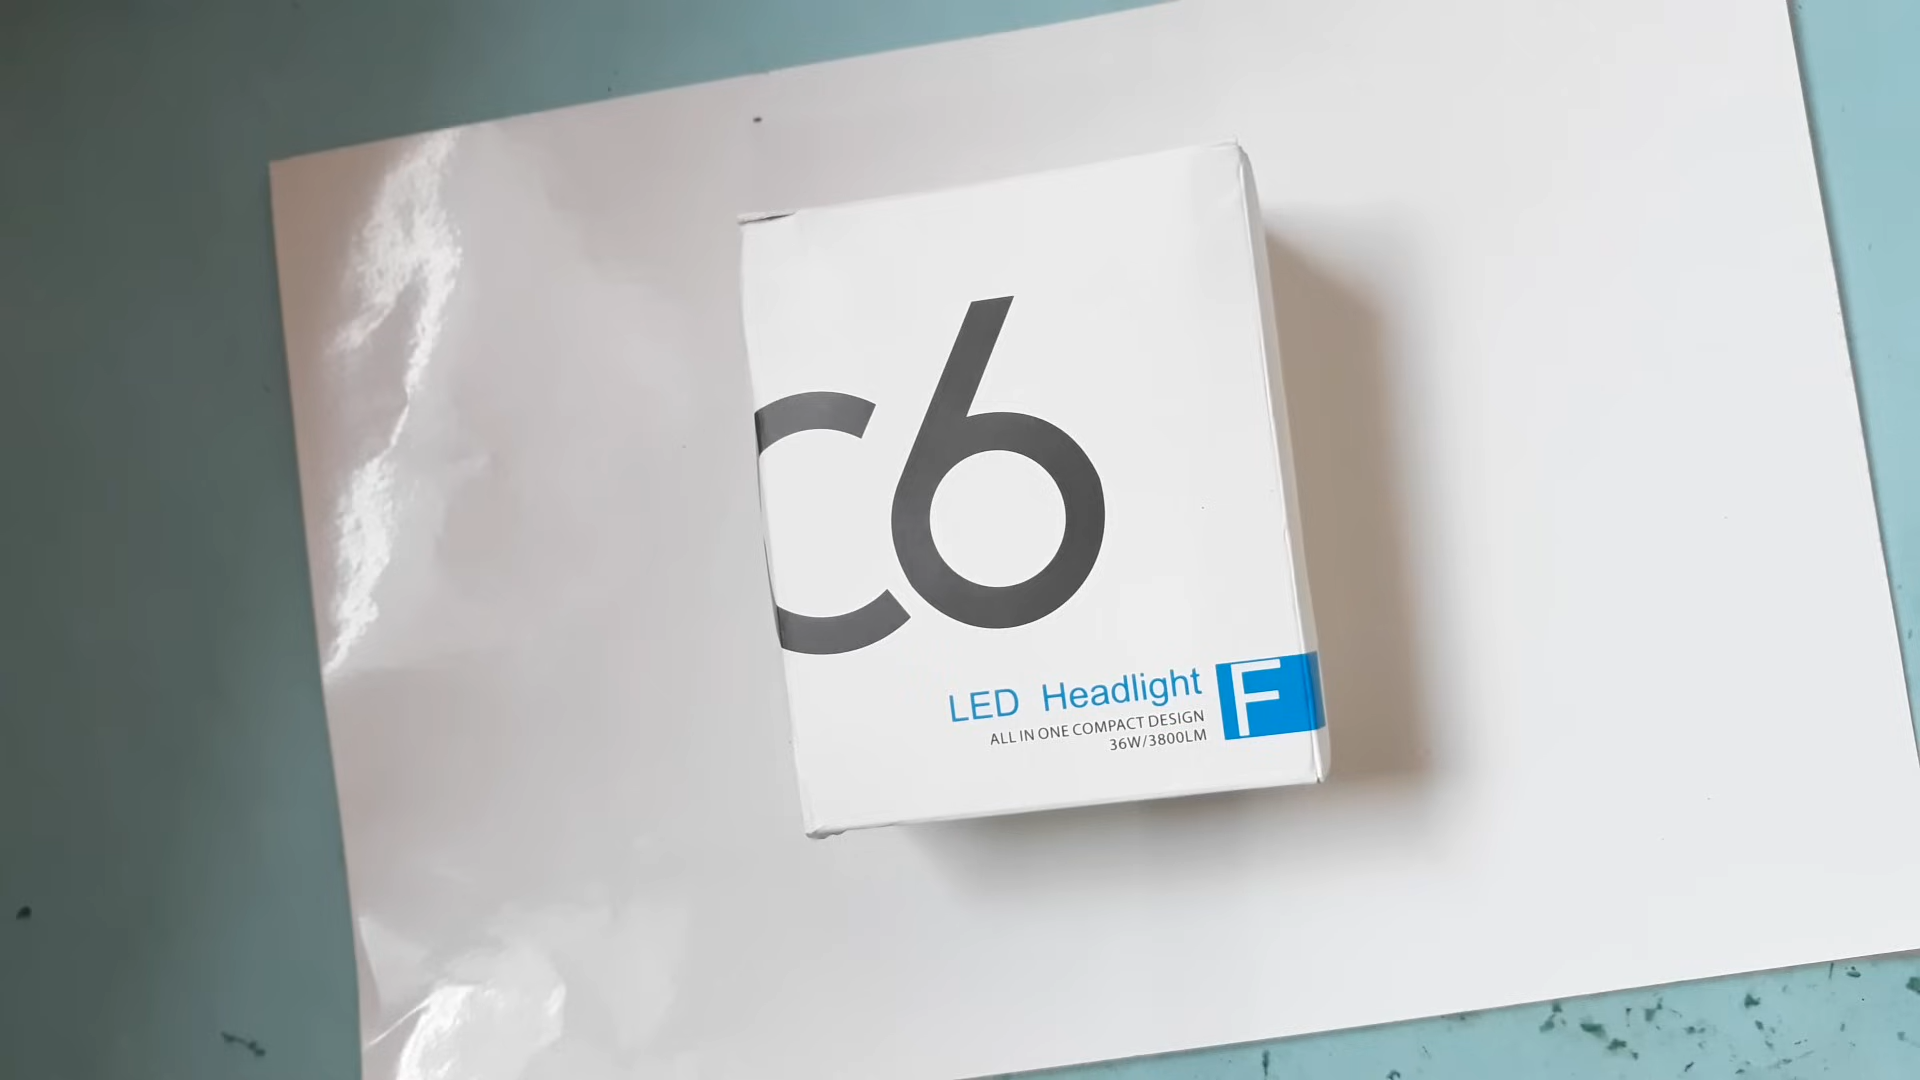 C6
LED Headlight
ALL IN ONE COMPACT DESIGN
36W/3800LM
F